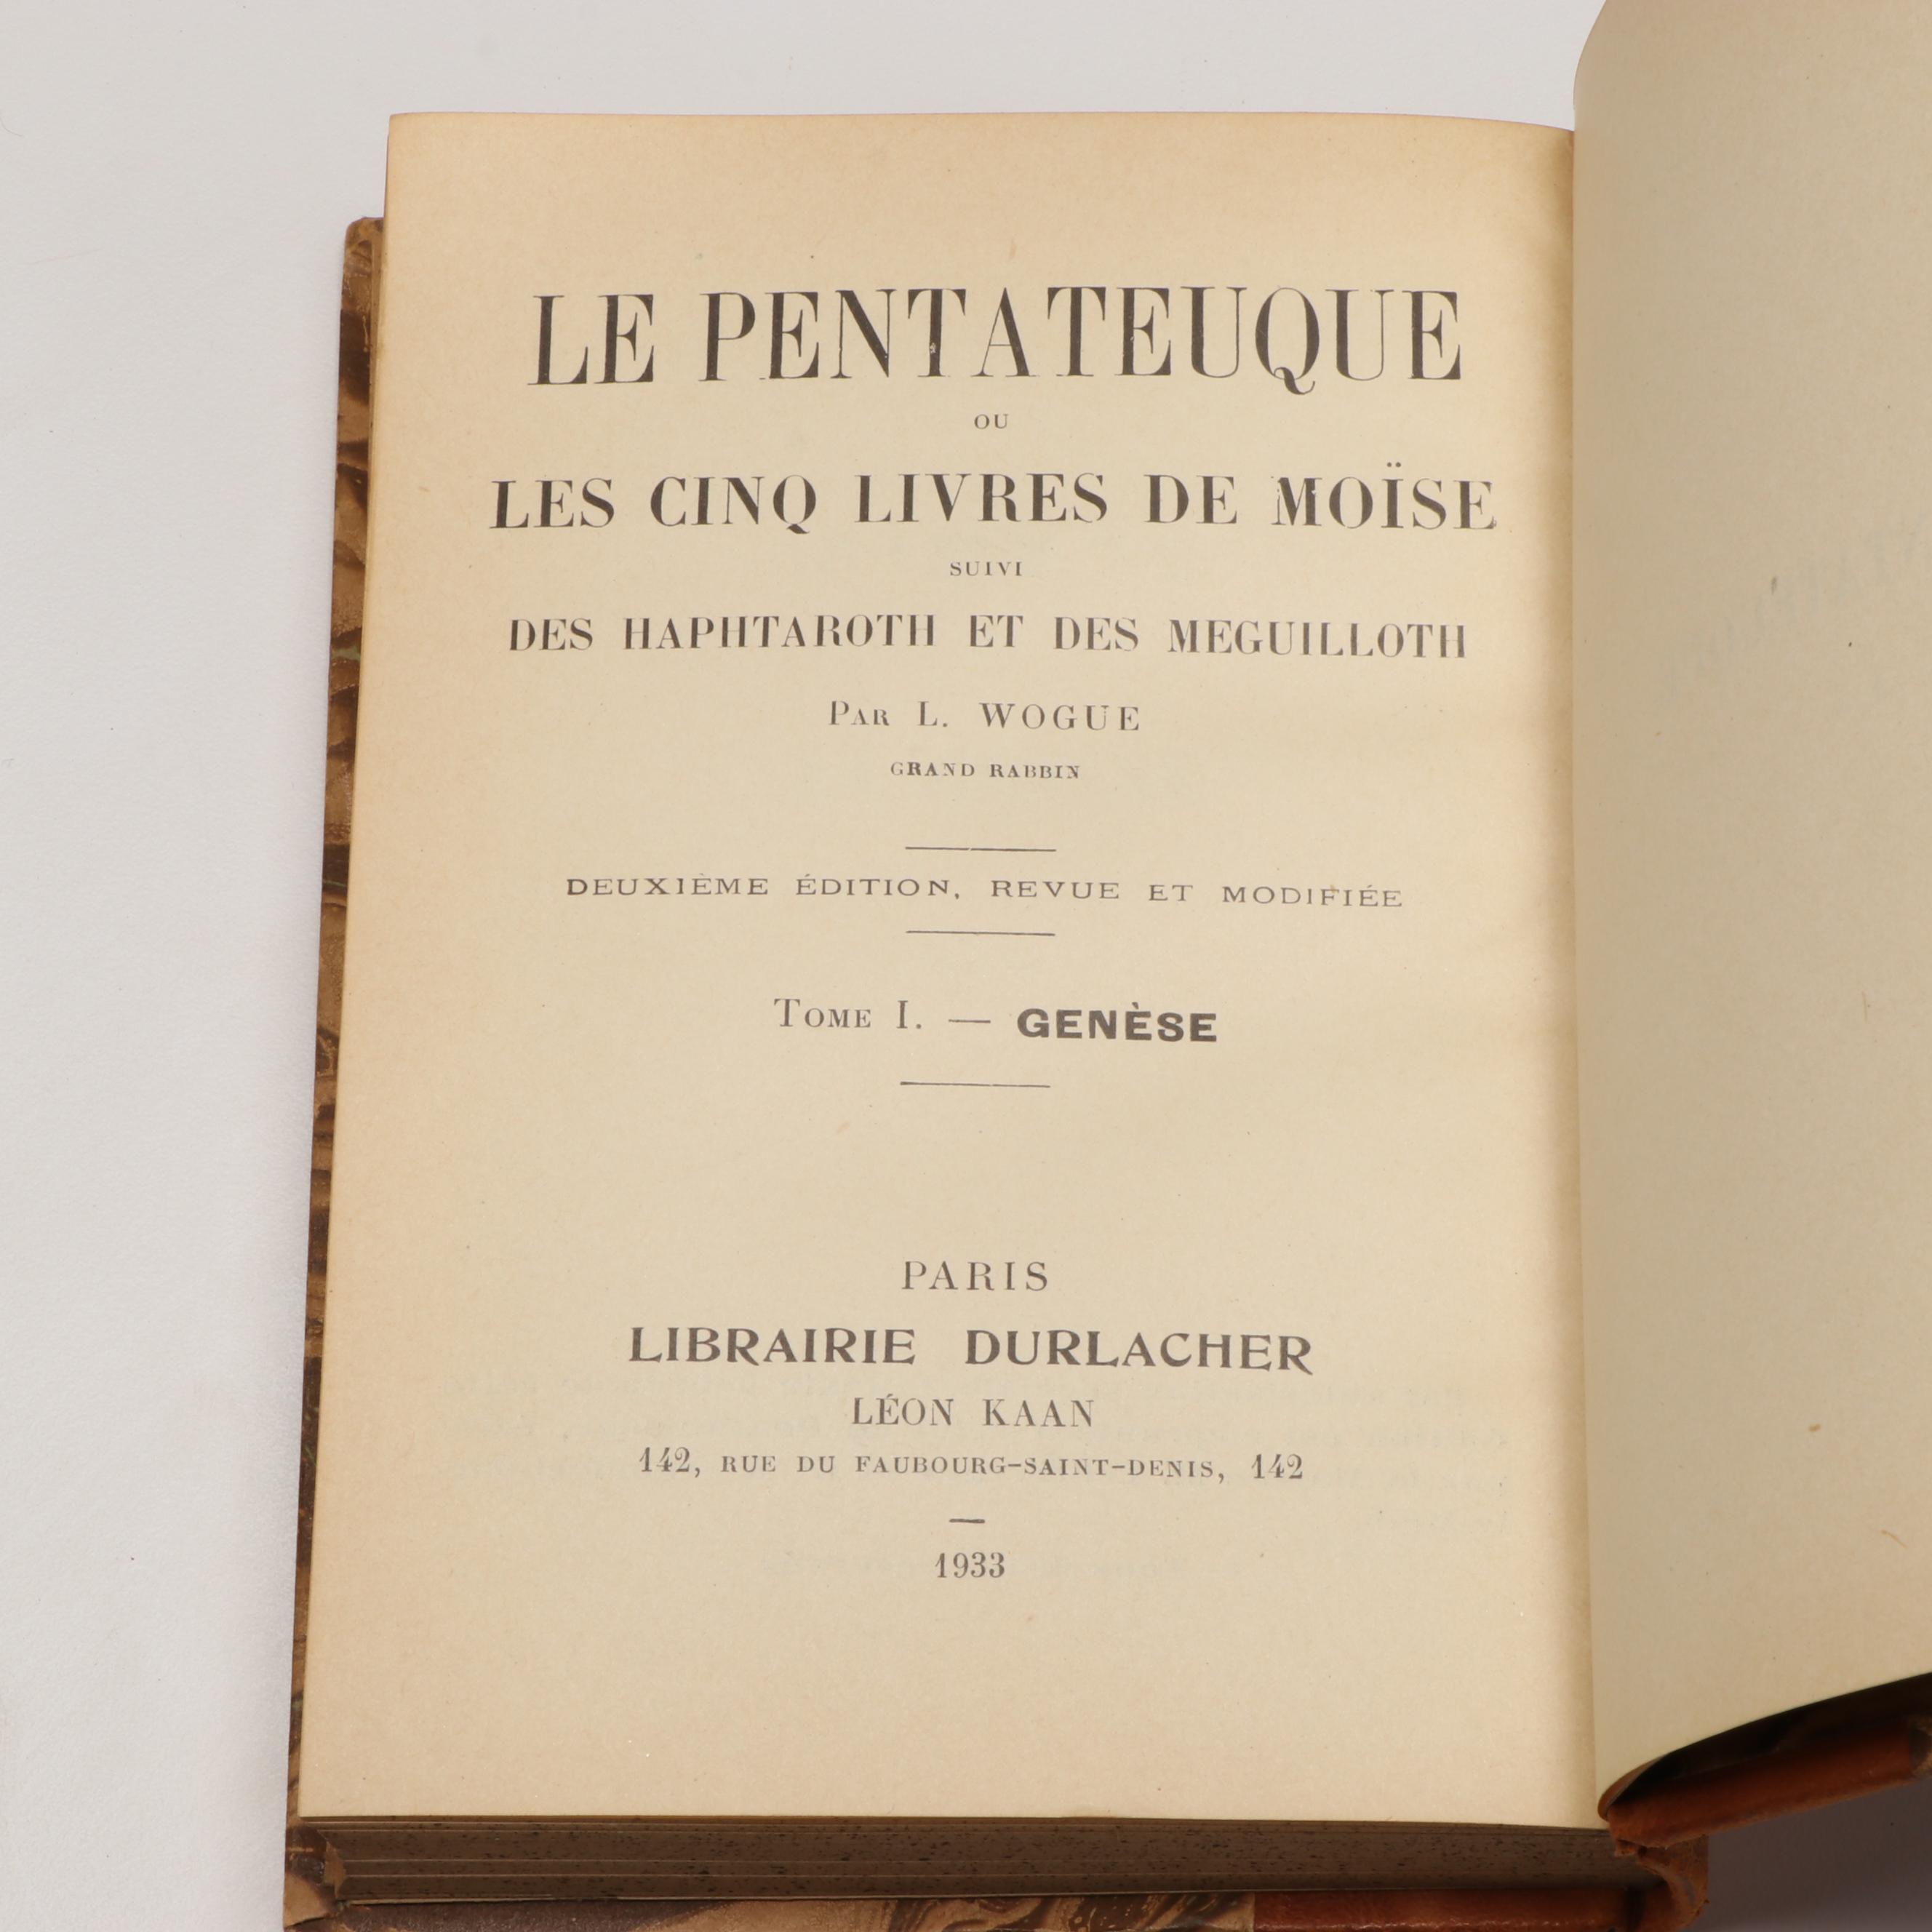 LE PENTATEUQUE
OU
LES CINQ LIVRES DE MOÏSE
SUIVI
DES HAPHTAROTH ET DES MEGUILLOTH
PAR L. WOGUE
GRAND RABBIN
DEUXIÈME ÉDITION, REVUE ET MODIFIÉE
TOME I. — GENÈSE
PARIS
LIBRAIRIE DURLACHER
LÉON KAAN
142, RUE DU FAUBOURG-SAINT-DENIS, 142
1933